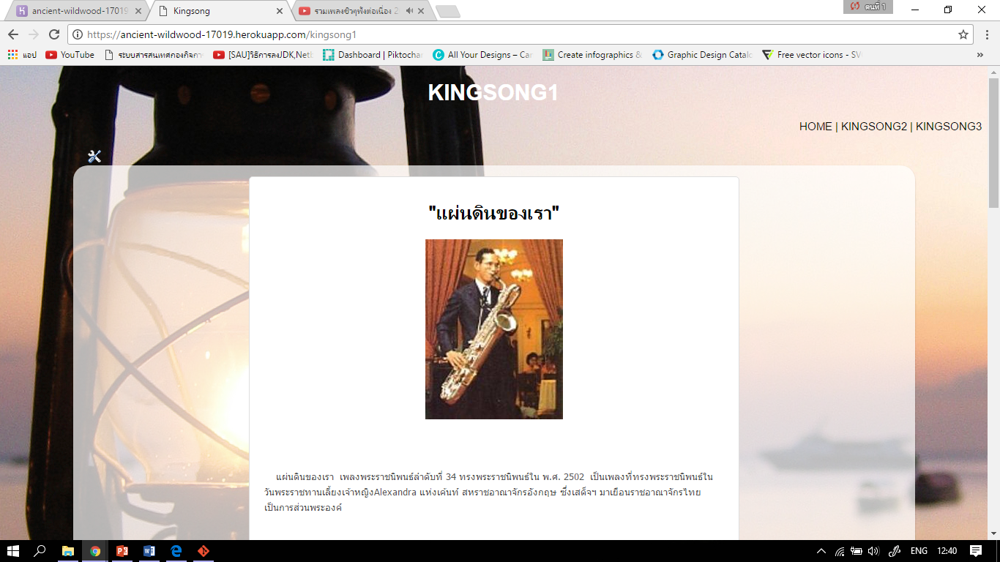 ancient-wildwood-17019
Kingsong
รวมเพลงชิวๆฟังต่อเนื่อง 2
คนที่ 1
https://ancient-wildwood-17019.herokuapp.com/kingsong1
แอป
YouTube
ระบบสารสนเทศกองกิจกา
[SAU]วิธีการลงJDK,Netb
Dashboard | Piktochar
All Your Designs – Can
Create infographics &
Graphic Design Catalo
Free vector icons - SV
»
KINGSONG1
HOME | KINGSONG2 | KINGSONG3
"แผ่นดินของเรา"
แผ่นดินของเรา เพลงพระราชนิพนธ์ลำดับที่ 34 ทรงพระราชนิพนธ์ใน พ.ศ. 2502 เป็นเพลงที่ทรงพระราชนิพนธ์ใน
วันพระราชทานเลี้ยงเจ้าหญิงAlexandra แห่งเค้นท์ สหราชอาณาจักรอังกฤษ ซึ่งเสด็จฯ มาเยือนราชอาณาจักรไทย
เป็นการส่วนพระองค์
ENG
12:40